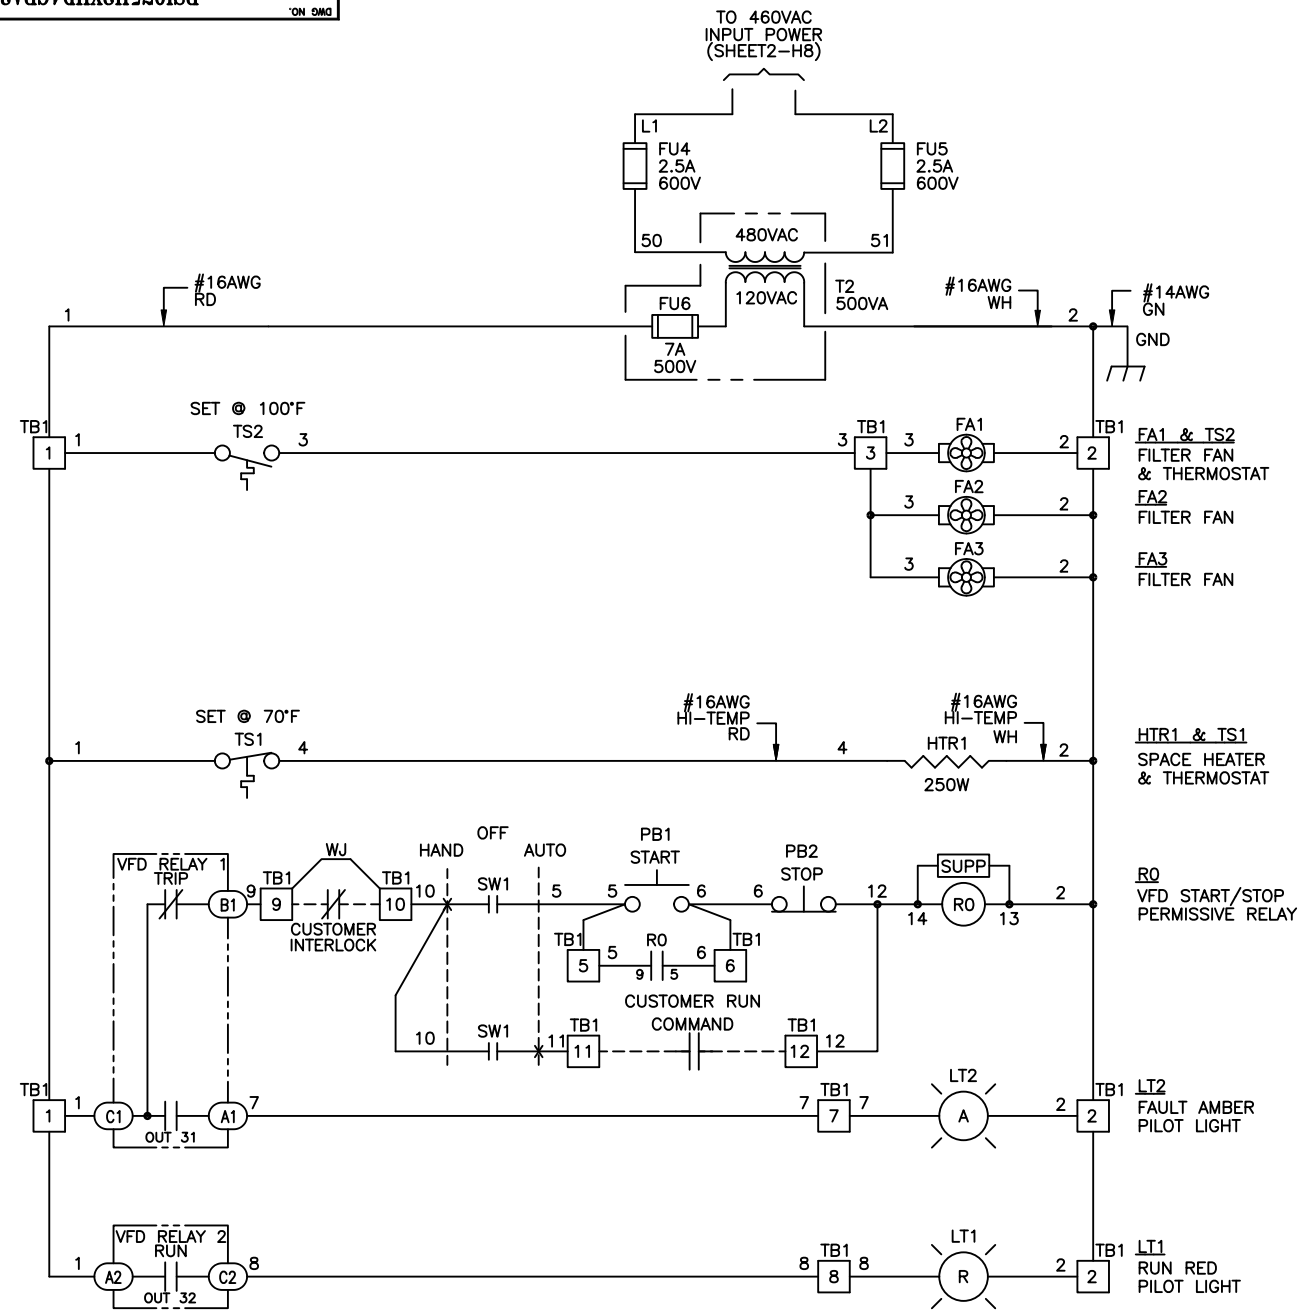 DWG NO.
TO 460VAC
INPUT POWER
(SHEET2-H8)
L1
L2
FU4
2.5A
600V
FU5
2.5A
600V
50
480VAC
51
#16AWG
RD
1
FU6
120VAC
T2
500VA
7A
500V
#16AWG
WH
2
#14AWG
GN
GND
SET @ 100°F
TB1
1
1
TS2
3
3
TB1
3
3
FA1
2
TB1
2
FA1 & TS2
FILTER FAN
& THERMOSTAT
3
FA2
2
FA2
FILTER FAN
3
FA3
2
FA3
FILTER FAN
SET @ 70°F
1
TS1
4
#16AWG
HI-TEMP
RD
4
HTR1
250W
#16AWG
HI-TEMP
WH
2
HTR1 & TS1
SPACE HEATER
& THERMOSTAT
VFD RELAY 1
TRIP
B1
9
TB1
9
WJ
CUSTOMER
INTERLOCK
TB1
10
10
HAND
OFF
AUTO
SW1
5
5
PB1
START
6
6
PB2
STOP
12
14
SUPP
R0
13
2
R0
VFD START/STOP
PERMISSIVE RELAY
TB1
5
5
R0
9
5
6
TB1
6
CUSTOMER RUN
COMMAND
10
SW1
11
TB1
11
TB1
12
12
TB1
1
1
C1
OUT 31
A1
7
7
TB1
7
7
LT2
A
2
TB1
2
LT2
FAULT AMBER
PILOT LIGHT
VFD RELAY 2
RUN
1
A2
OUT 32
C2
8
8
TB1
8
8
LT1
R
2
TB1
2
LT1
RUN RED
PILOT LIGHT